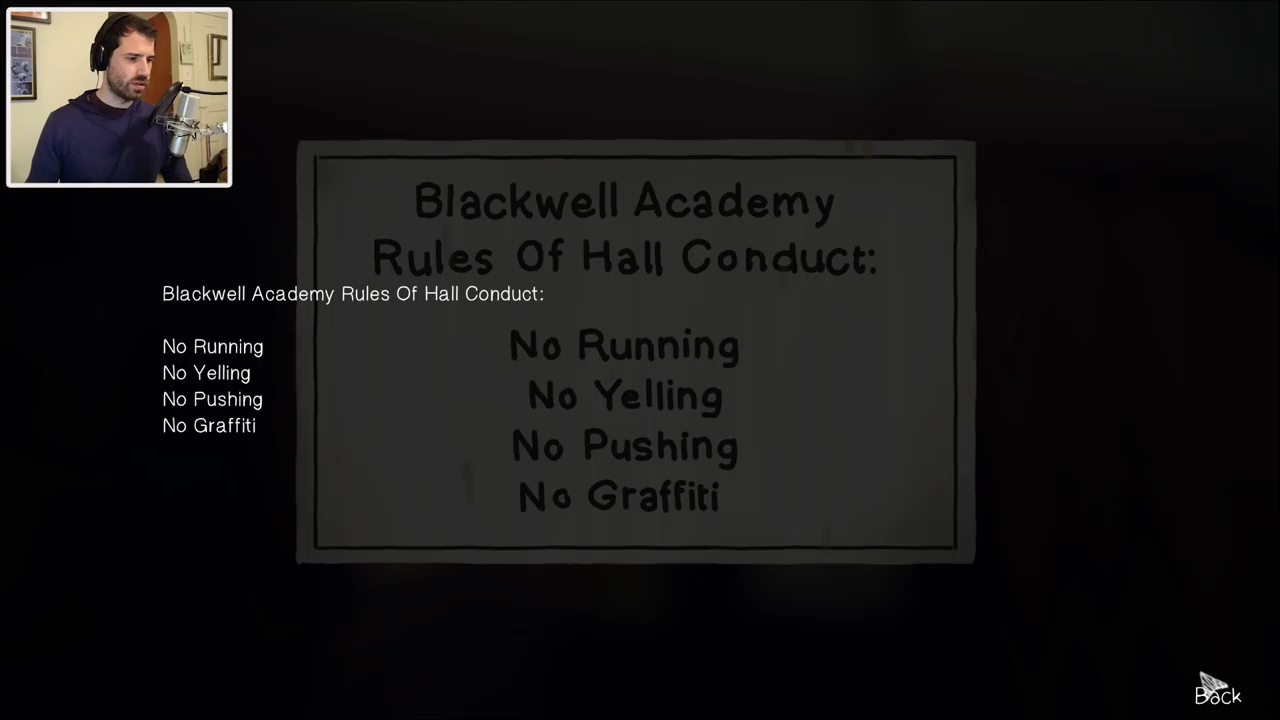 Blackwell Academy
Rules Of Hall Conduct:
No Running
No Yelling
No Pushing
No Graffiti
Blackwell Academy Rules Of Hall Conduct:
No Running
No Yelling
No Pushing
No Graffiti
Back